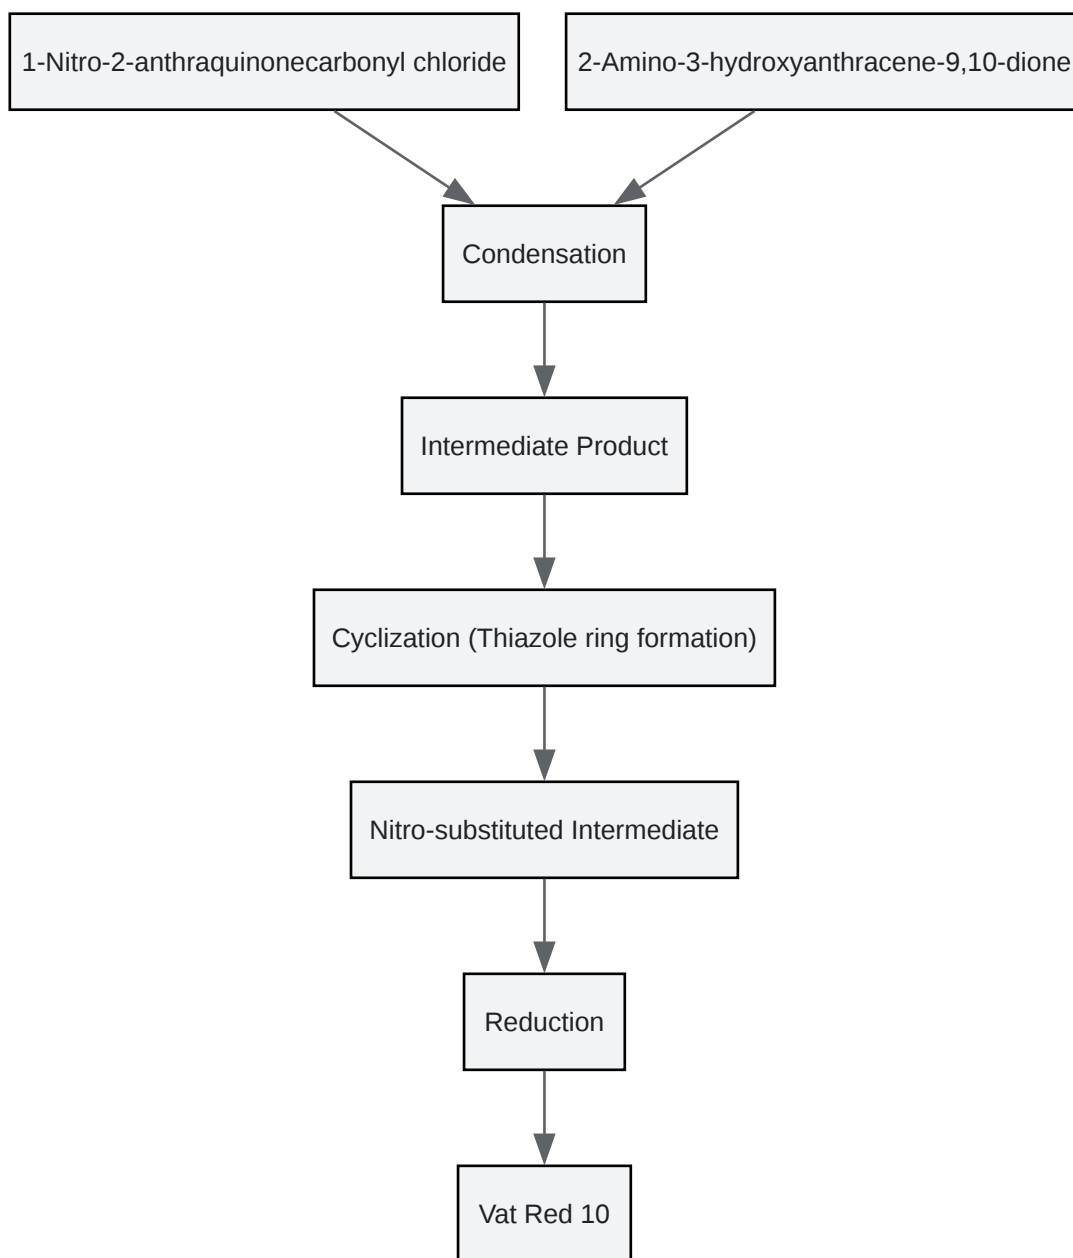 1-Nitro-2-anthraquinonecarbonyl chloride
2-Amino-3-hydroxyanthracene-9,10-dione
Condensation
Intermediate Product
Cyclization (Thiazole ring formation)
Nitro-substituted Intermediate
Reduction
Vat Red 10